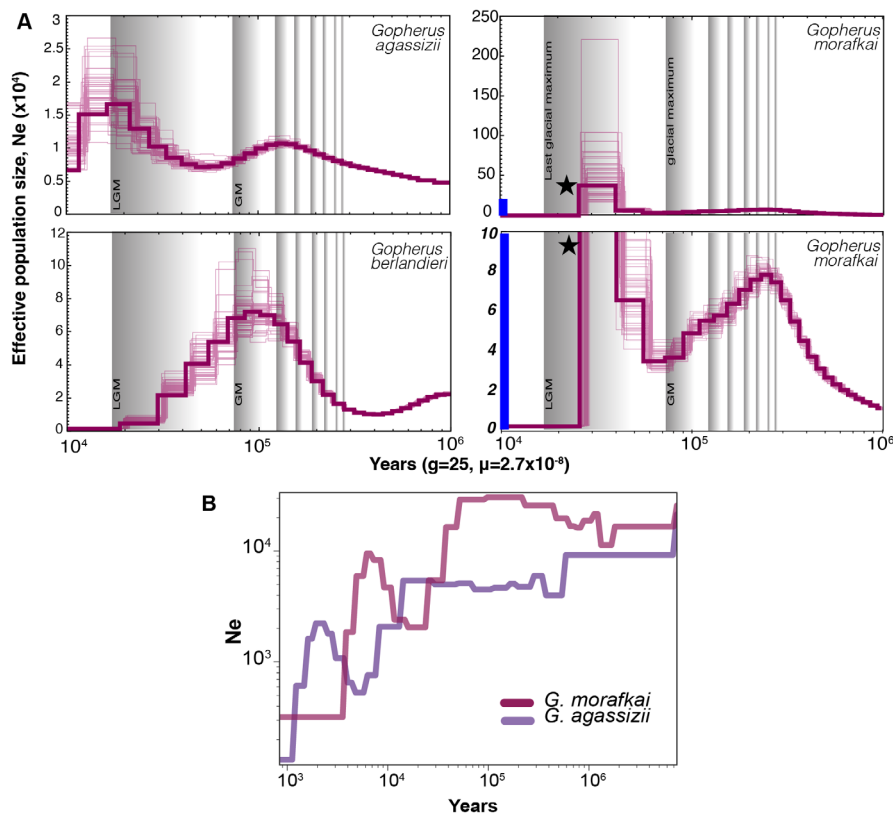 A
Effective population size, Ne (x10⁴)
3
2.5
2
1.5
1
0.5
0
LGM
GM
Gopherus
agassizii
250
200
150
100
50
0
Last glacial maximum
glacial maximum
Gopherus
morafkai
12
10
8
6
4
2
0
LGM
GM
Gopherus
berlandieri
10⁴
10⁵
10⁶
10
8
6
4
2
0
LGM
GM
Gopherus
morafkai
10⁴
10⁵
10⁶
Years (g=25, µ=2.7x10⁻⁸)
B
Ne
10⁴
10³
G. morafkai
G. agassizii
10³
10⁴
10⁵
10⁶
Years